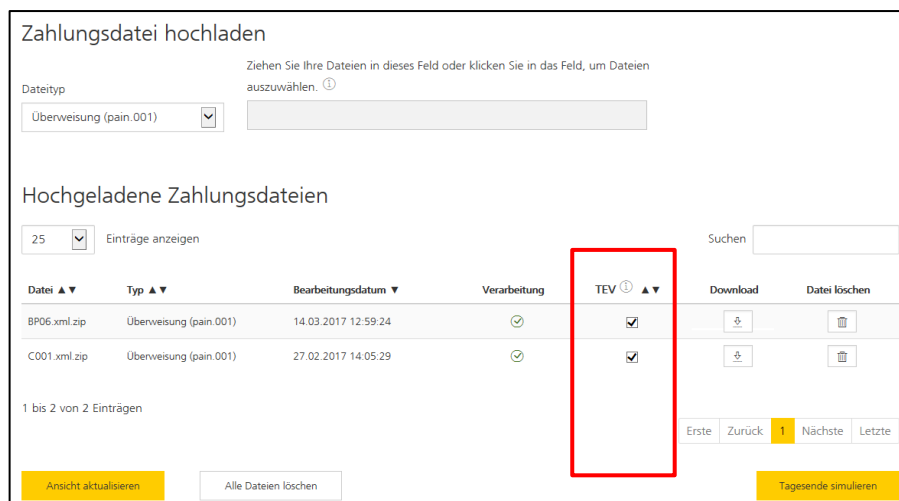 Zahlungsdatei hochladen
Ziehen Sie Ihre Dateien in dieses Feld oder klicken Sie in das Feld, um Dateien
auszuwählen. ⓘ
Dateityp
Überweisung (pain.001)
Hochgeladene Zahlungsdateien
25 Einträge anzeigen Suchen
Datei ▲▼ Typ ▲▼ Bearbeitungsdatum ▼ Verarbeitung TEV ⓘ ▲▼ Download Datei löschen
BP06.xml.zip Überweisung (pain.001) 14.03.2017 12:59:24
C001.xml.zip Überweisung (pain.001) 27.02.2017 14:05:29
1 bis 2 von 2 Einträgen
Erste Zurück 1 Nächste Letzte
Ansicht aktualisieren Alle Dateien löschen Tagesende simulieren